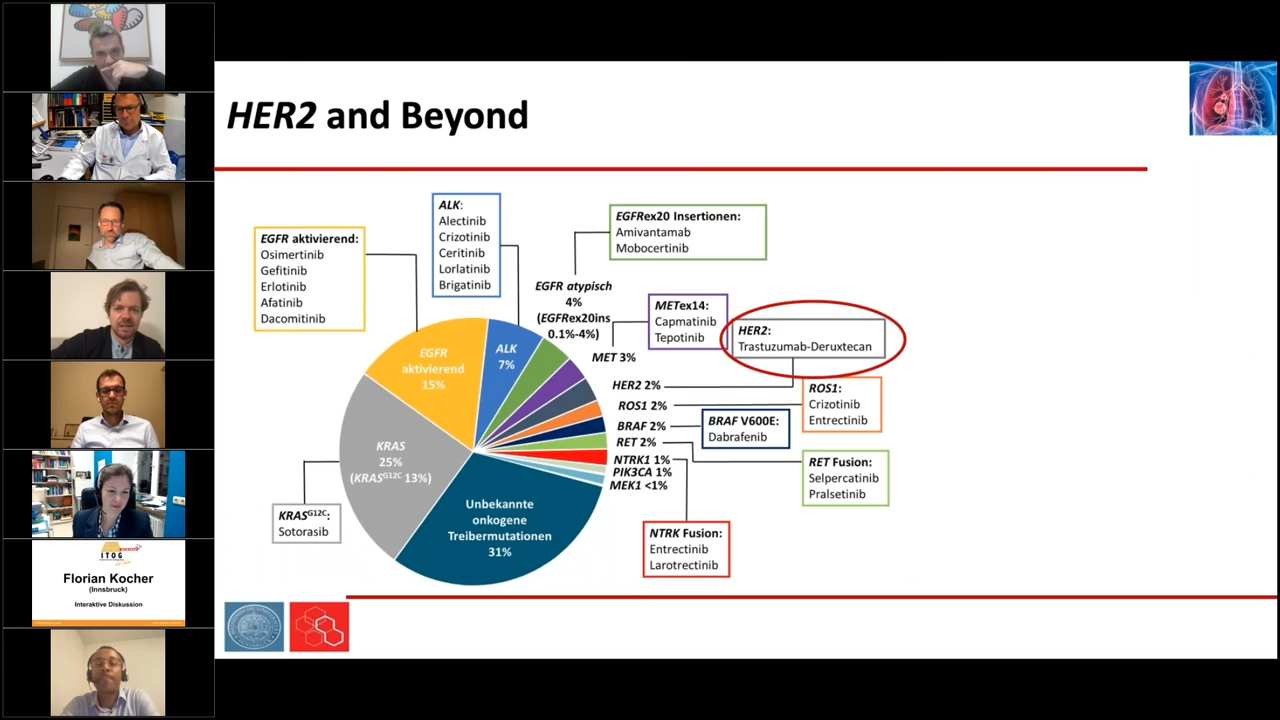 HER2 and Beyond
ALK:
Alectinib
Crizotinib
Ceritinib
Lorlatinib
Brigatinib
EGFR aktivierend:
Osimertinib
Gefitinib
Erlotinib
Afatinib
Dacomitinib
EGFRex20 Insertionen:
Amivantamab
Mobocertinib
EGFR atypisch
4%
(EGFRex20ins
0.1%-4%)
METex14:
Capmatinib
Tepotinib
HER2:
Trastuzumab-Deruxtecan
MET 3%
HER2 2%
ROS1 2%
BRAF 2%
RET 2%
NTRK1 1%
PIK3CA 1%
MEK1 <1%
ROS1:
Crizotinib
Entrectinib
BRAF V600E:
Dabrafenib
RET Fusion:
Selpercatinib
Pralsetinib
NTRK Fusion:
Entrectinib
Larotrectinib
EGFR
aktivierend
15%
ALK
7%
KRAS
25%
(KRASG12C 13%)
Unbekannte
onkogene
Treibermutationen
31%
KRASG12C:
Sotorasib
ITOG
Florian Kocher
(Innsbruck)
Interaktive Diskussion